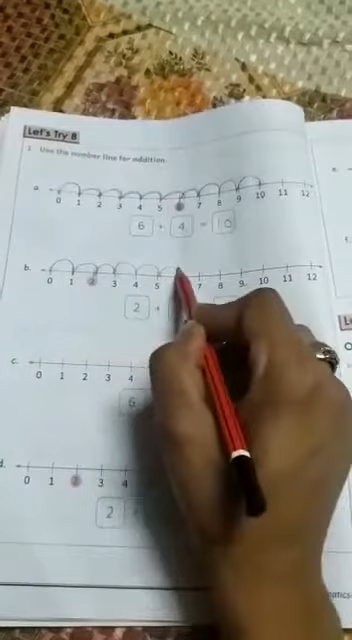 Let's Try 8
1 Use the number line for addition.
a.
0 1 2 3 4 5 6 7 8 9 10 11 12
6 + 4 = 10
b.
0 1 2 3 4 5 7 8 9 10 11 12
2 +
c.
0 1 2 3 4
6
d.
0 1 2 3 4
2
e.
f.